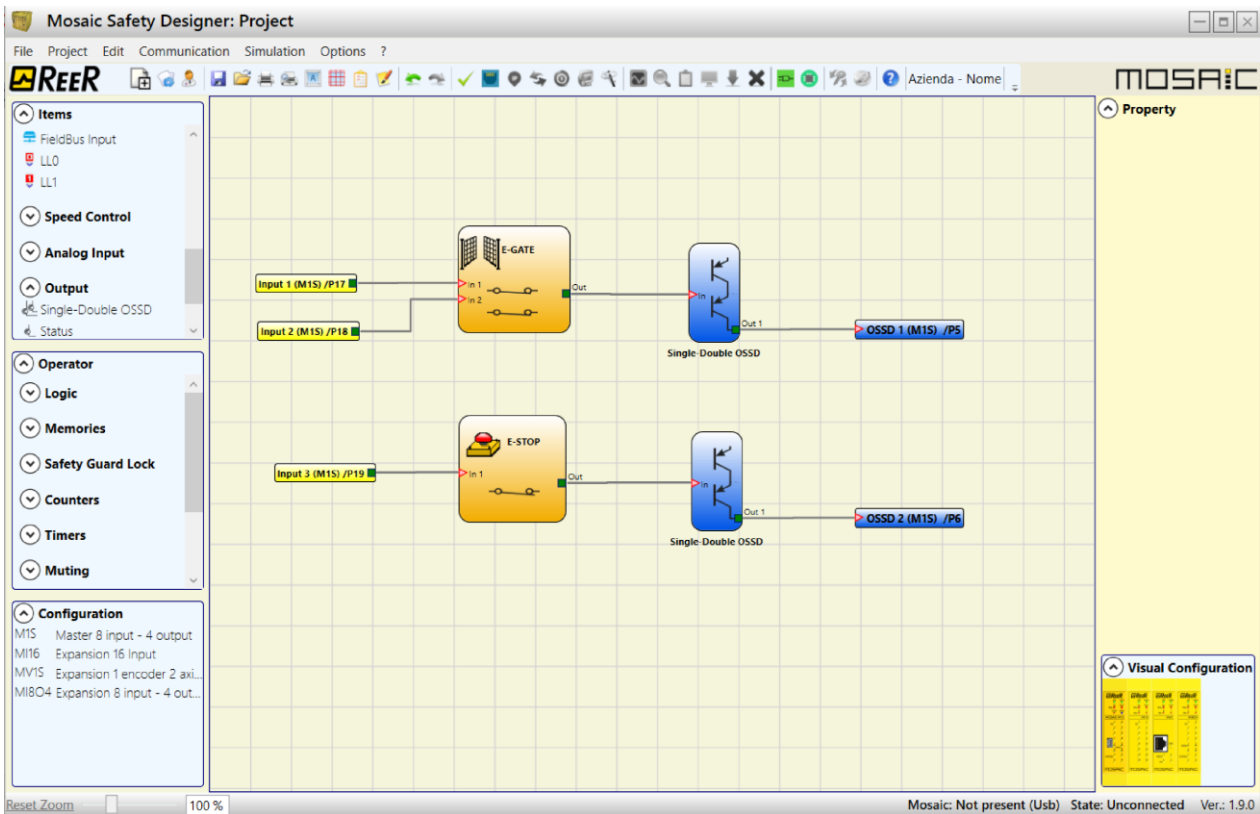 Mosaic Safety Designer: Project
File Project Edit Communication Simulation Options ?
REER
Azienda - Nome
MOSAIC
Items
FieldBus Input
LL0
LL1
Speed Control
Analog Input
Output
Single-Double OSSD
Status
Operator
Logic
Memories
Safety Guard Lock
Counters
Timers
Muting
Configuration
M1S Master 8 input - 4 output
MI16 Expansion 16 Input
MV1S Expansion 1 encoder 2 axi...
MI8O4 Expansion 8 input - 4 out...
E-GATE
Input 1 (M1S) /P17
In 1
In 2
Out
Input 2 (M1S) /P18
In
Out 1
OSSD 1 (M1S) /P5
Single-Double OSSD
E-STOP
Input 3 (M1S) /P19
In 1
Out
In
Out 1
OSSD 2 (M1S) /P6
Single-Double OSSD
Property
Visual Configuration
Reset Zoom 100 % Mosaic: Not present (Usb) State: Unconnected Ver.: 1.9.0